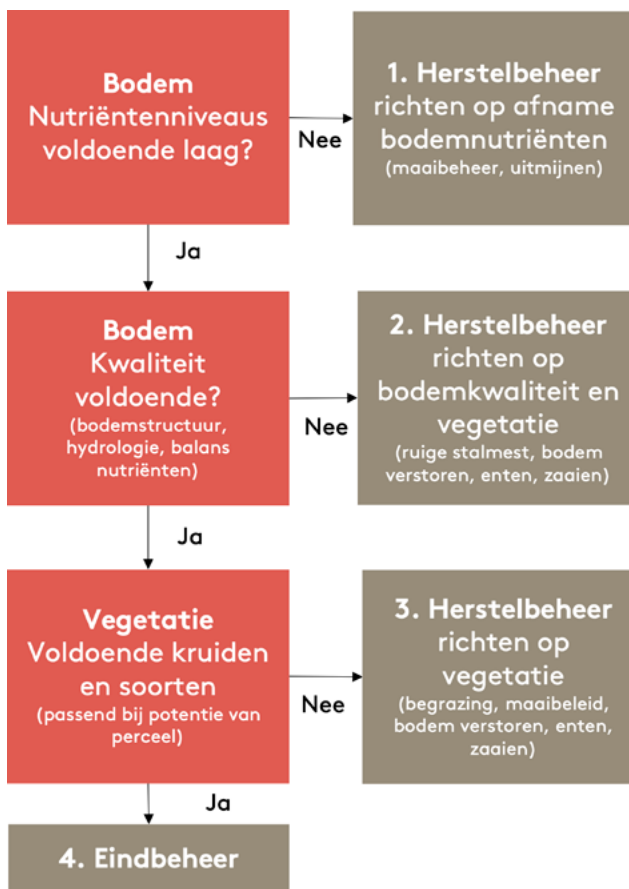 Bodem
Nutriëntenniveaus
voldoende laag?
Nee
1. Herstelbeheer
richten op afname
bodemnutriënten
(maaibeheer, uitmijnen)
Ja
Bodem
Kwaliteit
voldoende?
(bodemstructuur,
hydrologie, balans
nutriënten)
Nee
2. Herstelbeheer
richten op
bodemkwaliteit en
vegetatie
(ruige stalmest, bodem
verstoren, enten, zaaien)
Ja
Vegetatie
Voldoende kruiden
en soorten
(passend bij potentie van
perceel)
Nee
3. Herstelbeheer
richten op
vegetatie
(begrazing, maaibeleid,
bodem verstoren, enten,
zaaien)
Ja
4. Eindbeheer